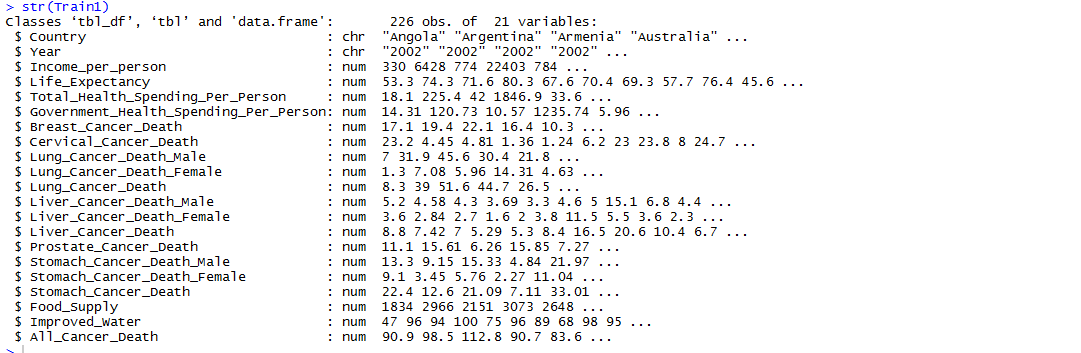 > str(Train1)
Classes ‘tbl_df’, ‘tbl’ and 'data.frame': 226 obs. of 21 variables:
$ Country : chr "Angola" "Argentina" "Armenia" "Australia" ...
$ Year : chr "2002" "2002" "2002" "2002" ...
$ Income_per_person : num 330 6428 774 22403 784 ...
$ Life_Expectancy : num 53.3 74.3 71.6 80.3 67.6 70.4 69.3 57.7 76.4 45.6 ...
$ Total_Health_Spending_Per_Person : num 18.1 225.4 42 1846.9 33.6 ...
$ Government_Health_Spending_Per_Person: num 14.31 120.73 10.57 1235.74 5.96 ...
$ Breast_Cancer_Death : num 17.1 19.4 22.1 16.4 10.3 ...
$ Cervical_Cancer_Death : num 23.2 4.45 4.81 1.36 1.24 6.2 23 23.8 8 24.7 ...
$ Lung_Cancer_Death_Male : num 7 31.9 45.6 30.4 21.8 ...
$ Lung_Cancer_Death_Female : num 1.3 7.08 5.96 14.31 4.63 ...
$ Lung_Cancer_Death : num 8.3 39 51.6 44.7 26.5 ...
$ Liver_Cancer_Death_Male : num 5.2 4.58 4.3 3.69 3.3 4.6 5 15.1 6.8 4.4 ...
$ Liver_Cancer_Death_Female : num 3.6 2.84 2.7 1.6 2 3.8 11.5 5.5 3.6 2.3 ...
$ Liver_Cancer_Death : num 8.8 7.42 7 5.29 5.3 8.4 16.5 20.6 10.4 6.7 ...
$ Prostate_Cancer_Death : num 11.1 15.61 6.26 15.85 7.27 ...
$ Stomach_Cancer_Death_Male : num 13.3 9.15 15.33 4.84 21.97 ...
$ Stomach_Cancer_Death_Female : num 9.1 3.45 5.76 2.27 11.04 ...
$ Stomach_Cancer_Death : num 22.4 12.6 21.09 7.11 33.01 ...
$ Food_Supply : num 1834 2966 2151 3073 2648 ...
$ Improved_Water : num 47 96 94 100 75 96 89 68 98 95 ...
$ All_Cancer_Death : num 90.9 98.5 112.8 90.7 83.6 ...
>